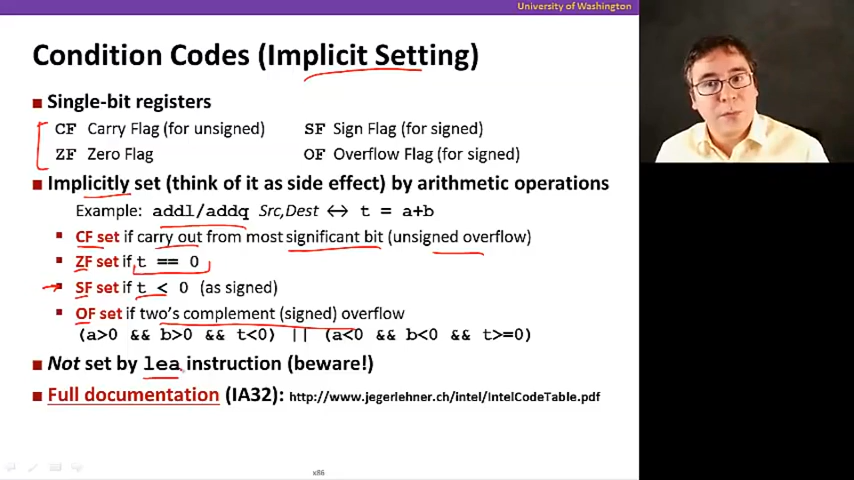 University of Washington
Condition Codes (Implicit Setting)
■ Single-bit registers
CF Carry Flag (for unsigned) SF Sign Flag (for signed)
ZF Zero Flag OF Overflow Flag (for signed)
■ Implicitly set (think of it as side effect) by arithmetic operations
Example: addl/addq Src,Dest ↔ t = a+b
▪ CF set if carry out from most significant bit (unsigned overflow)
▪ ZF set if t == 0
▪ SF set if t < 0 (as signed)
▪ OF set if two's complement (signed) overflow
(a>0 && b>0 && t<0) || (a<0 && b<0 && t>=0)
■ Not set by lea instruction (beware!)
■ Full documentation (IA32): http://www.jegerlehner.ch/intel/IntelCodeTable.pdf
x86